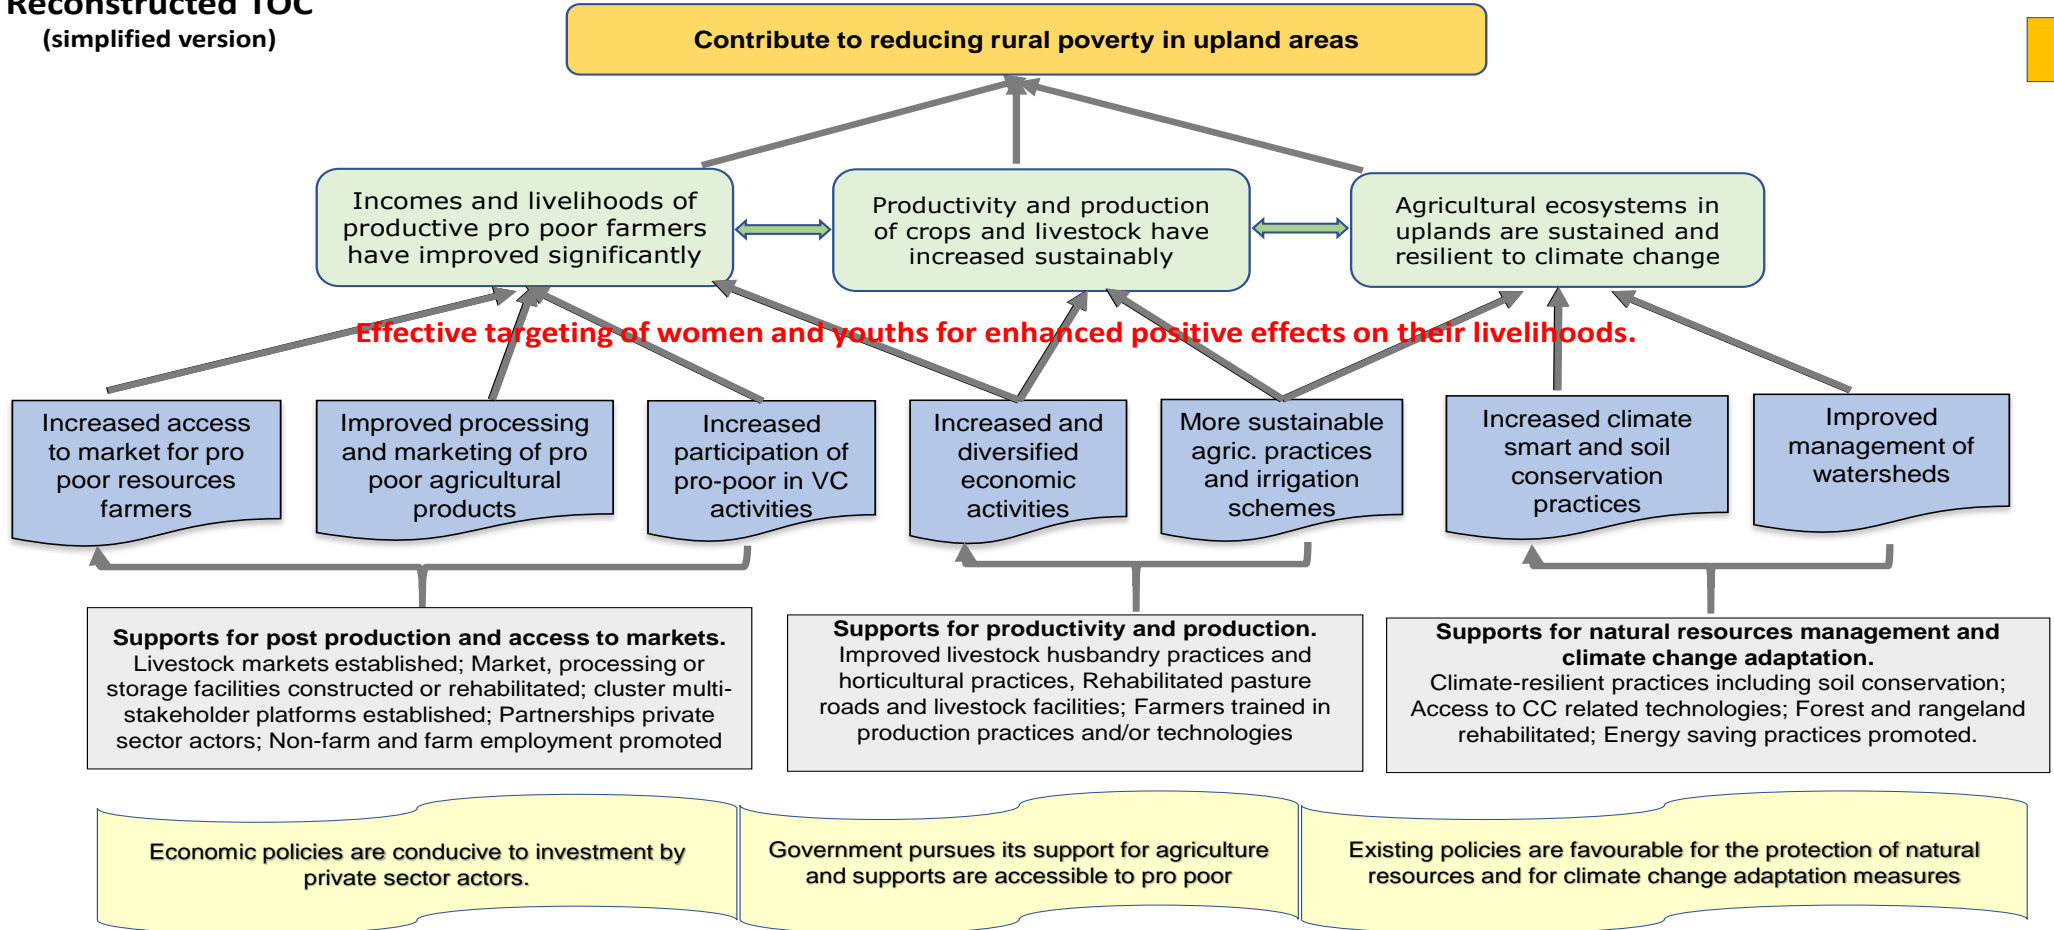 Reconstructed TOC
(simplified version)
Contribute to reducing rural poverty in upland areas
Incomes and livelihoods of
productive pro poor farmers
have improved significantly
Productivity and production
of crops and livestock have
increased sustainably
Agricultural ecosystems in
uplands are sustained and
resilient to climate change
Effective targeting of women and youths for enhanced positive effects on their livelihoods.
Increased access
to market for pro
poor resources
farmers
Improved processing
and marketing of pro
poor agricultural
products
Increased
participation of
pro-poor in VC
activities
Increased and
diversified
economic
activities
More sustainable
agric. practices
and irrigation
schemes
Increased climate
smart and soil
conservation
practices
Improved
management of
watersheds
Supports for post production and access to markets.
Livestock markets established; Market, processing or
storage facilities constructed or rehabilitated; cluster multi-
stakeholder platforms established; Partnerships private
sector actors; Non-farm and farm employment promoted
Supports for productivity and production.
Improved livestock husbandry practices and
horticultural practices, Rehabilitated pasture
roads and livestock facilities; Farmers trained in
production practices and/or technologies
Supports for natural resources management and
climate change adaptation.
Climate-resilient practices including soil conservation;
Access to CC related technologies; Forest and rangeland
rehabilitated; Energy saving practices promoted.
Economic policies are conducive to investment by
private sector actors.
Government pursues its support for agriculture
and supports are accessible to pro poor
Existing policies are favourable for the protection of natural
resources and for climate change adaptation measures